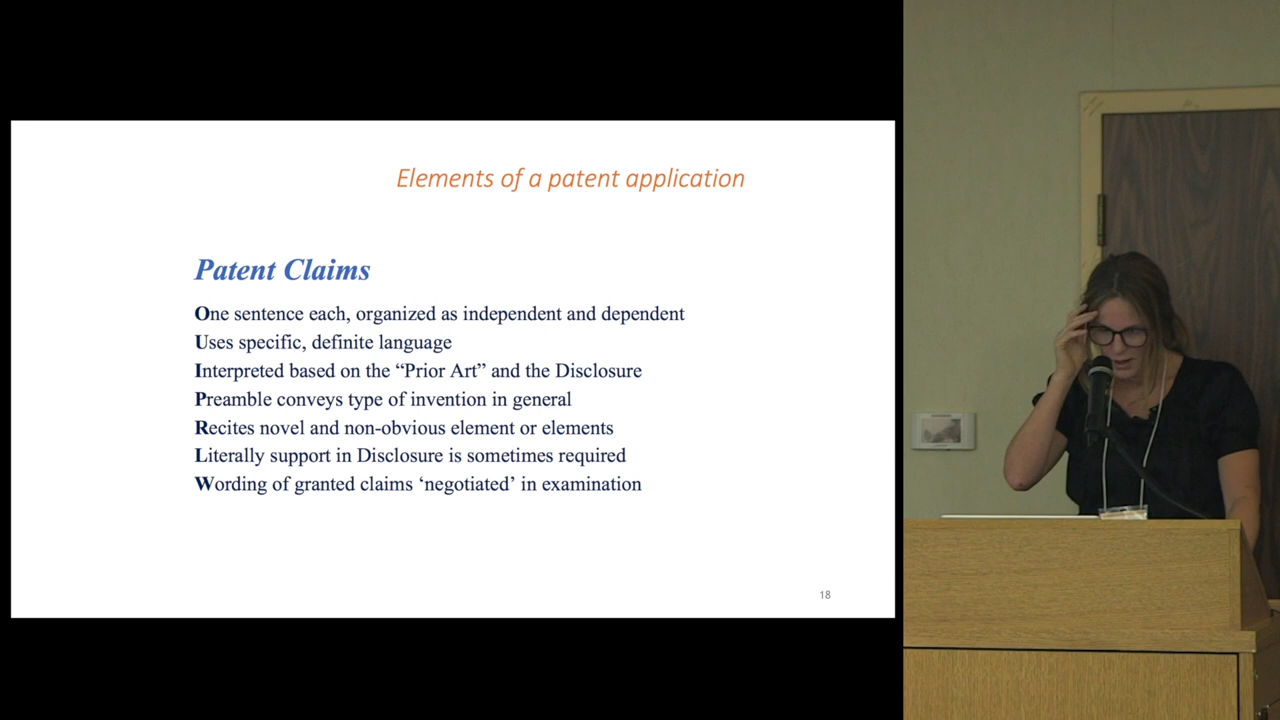 Elements of a patent application
Patent Claims
One sentence each, organized as independent and dependent
Uses specific, definite language
Interpreted based on the “Prior Art” and the Disclosure
Preamble conveys type of invention in general
Recites novel and non-obvious element or elements
Literally support in Disclosure is sometimes required
Wording of granted claims ‘negotiated’ in examination
18